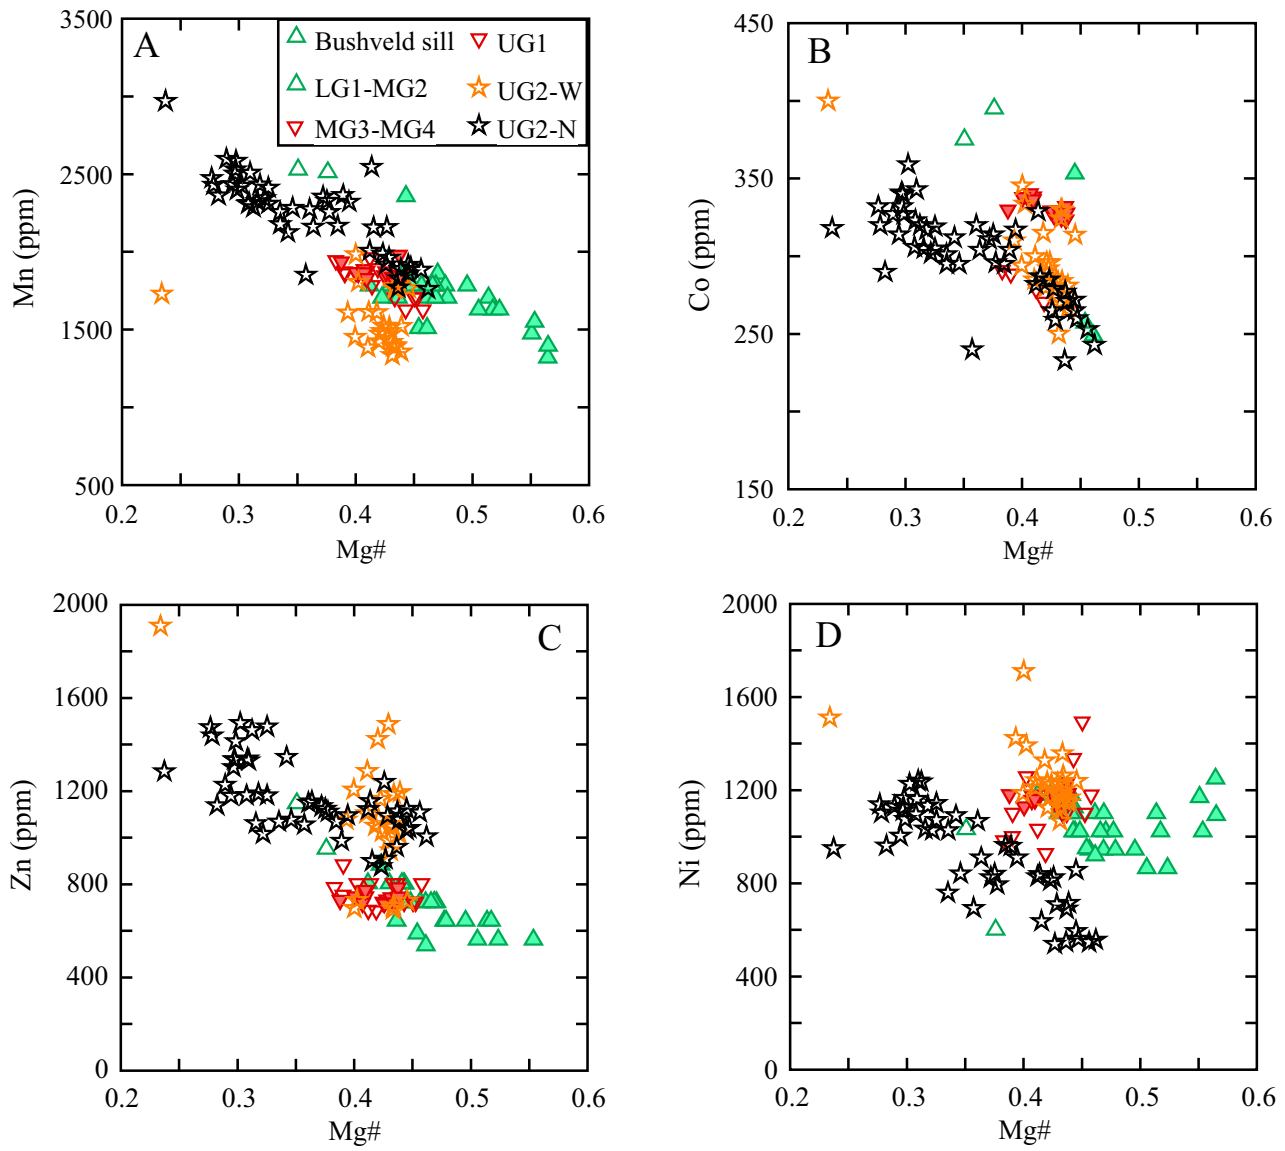 3500
2500
1500
500
0.2
0.3
0.4
0.5
0.6
Mn (ppm)
Mg#
A
Bushveld sill
LG1-MG2
MG3-MG4
UG1
UG2-W
UG2-N
450
350
250
150
0.2
0.3
0.4
0.5
0.6
Co (ppm)
Mg#
B
2000
1600
1200
800
400
0
0.2
0.3
0.4
0.5
0.6
Zn (ppm)
Mg#
C
2000
1600
1200
800
400
0
0.2
0.3
0.4
0.5
0.6
Ni (ppm)
Mg#
D